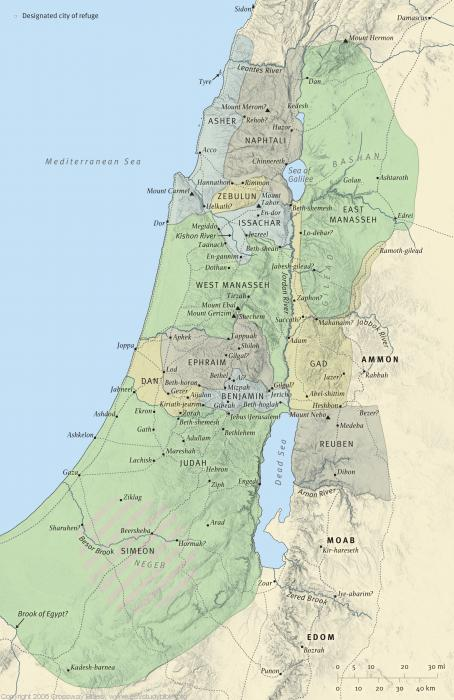 Designated city of refuge
Sidon
Damascus
Mount Hermon
Leontes River
Tyre
Dan
Mount Merom?
Kedesh
ASHER
Rehob?
Hazor
NAPHTALI
Acco
BASHAN
Mediterranean Sea
Chinnereth
Sea of
Galilee
Golan
Ashtaroth
Hannathon
Rimmon
Mount Carmel
ZEBULUN
Mount
Tabor
Helkath?
En-dor
Beth-shemesh
EAST
MANASSEH
Edrei
Dor
Megiddo
ISSACHAR
Kishon River
Jezreel
Lo-debar?
Taanach
Beth-shean
Ramoth-gilead
En-gannim
Dothan
Jabesh-gilead?
GILEAD
WEST MANASSEH
Jordan River
Tirzah
Zaphon?
Mount Ebal
Mount Gerizim
Shechem
Succoth?
Mahanaim?
Jabbok River
Joppa
Aphek
Tappuah
Adam
Shiloh
EPHRAIM
Gilgal?
GAD
AMMON
Lod
Bethel
Ai?
Jazer?
Rabbah
DAN
Beth-horon
Mizpah
Gezer
Gilgal?
Jabneel
Aijalon
BENJAMIN
Jericho
Abel-shittim
Kiriath-jearim
Gibeah
Beth-hoglah
Heshbon
Ashdod
Ekron
Zorah
Jebus (Jerusalem)
Mount Nebo
Bezer?
Beth-shemesh
Gath
Bethlehem
Ashkelon
Adullam
REUBEN
Mareshah
Lachish
JUDAH
Dead Sea
Gaza
Hebron
Dibon
Ziph
Engedi
Arnon River
Ziklag
Sharuhen?
Arad
Beersheba
MOAB
Besor Brook
Hormah?
Kir-hareseth
SIMEON
NEGEB
Zoar
Zered Brook
Iye-abarim?
Brook of Egypt?
EDOM
Bozrah
Kadesh-barnea
Punon
0 10 20 30 mi
0 10 20 30 40 km